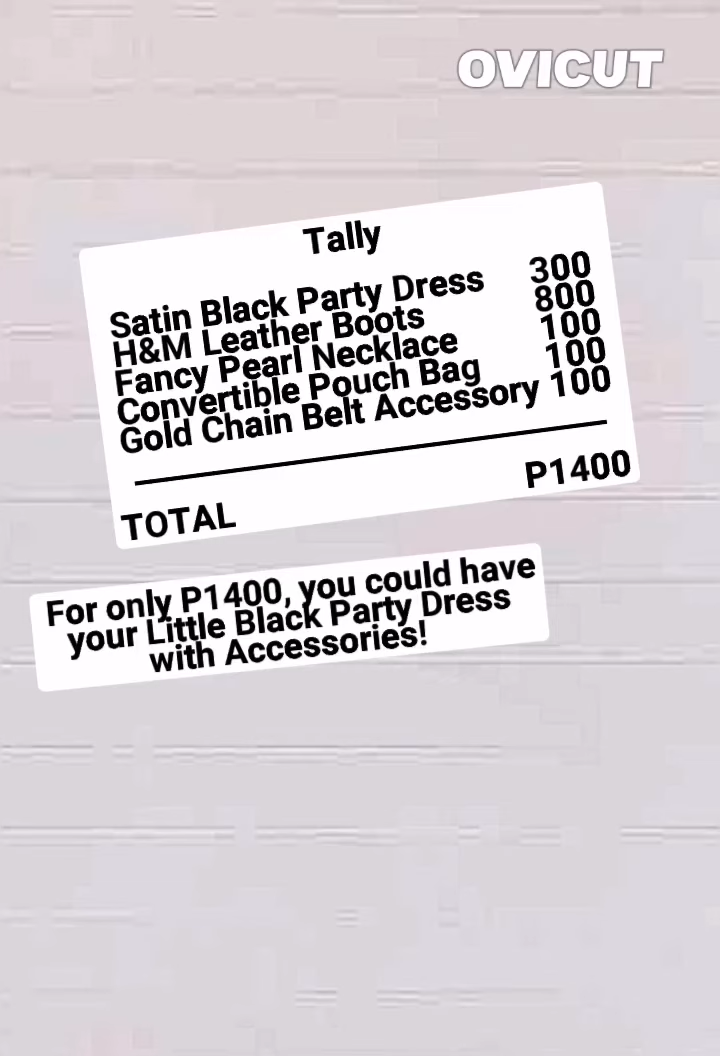 OVICUT
Tally
Satin Black Party Dress 300
H&M Leather Boots 800
Fancy Pearl Necklace 100
Convertible Pouch Bag 100
Gold Chain Belt Accessory 100
TOTAL P1400
For only P1400, you could have
your Little Black Party Dress
with Accessories!